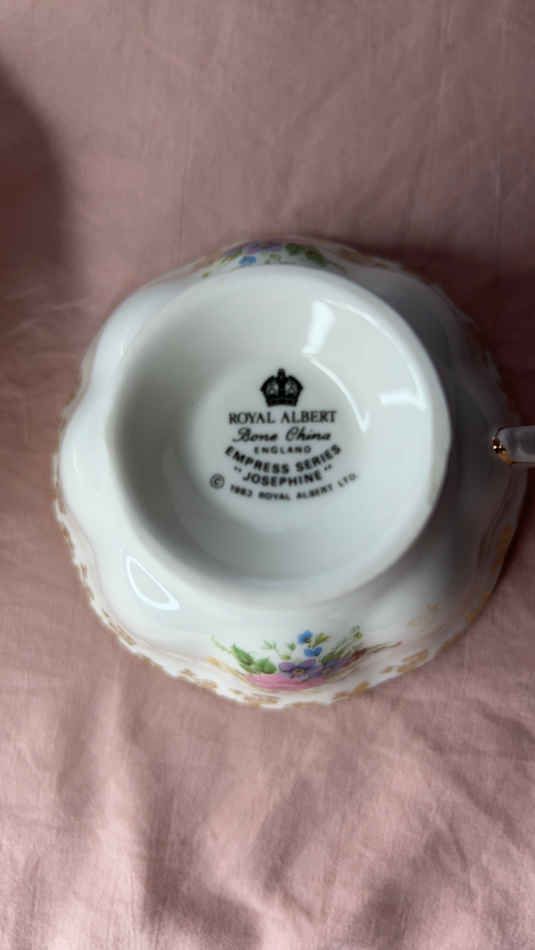 ROYAL ALBERT
Bone China
ENGLAND
EMPRESS SERIES
"JOSEPHINE"
© 1983 ROYAL ALBERT LTD.